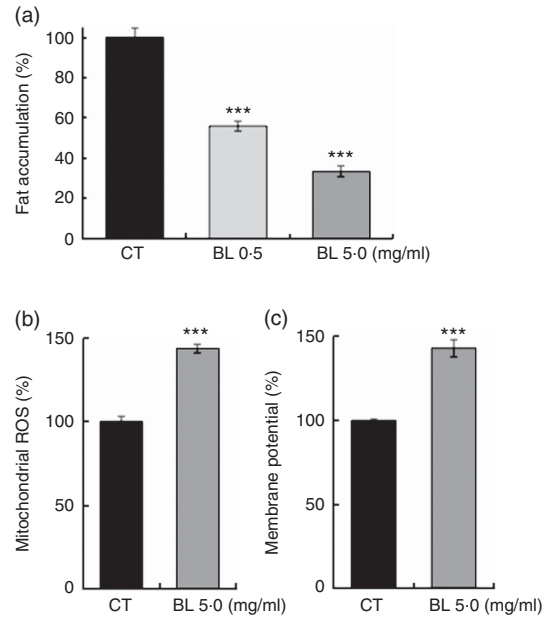 (a)
Fat accumulation (%)
100
80
60
40
20
0
***
***
CT BL 0·5 BL 5·0 (mg/ml)
(b)
Mitochondrial ROS (%)
150
100
50
0
***
CT BL 5·0 (mg/ml)
(c)
Membrane potential (%)
150
100
50
0
***
CT BL 5·0 (mg/ml)